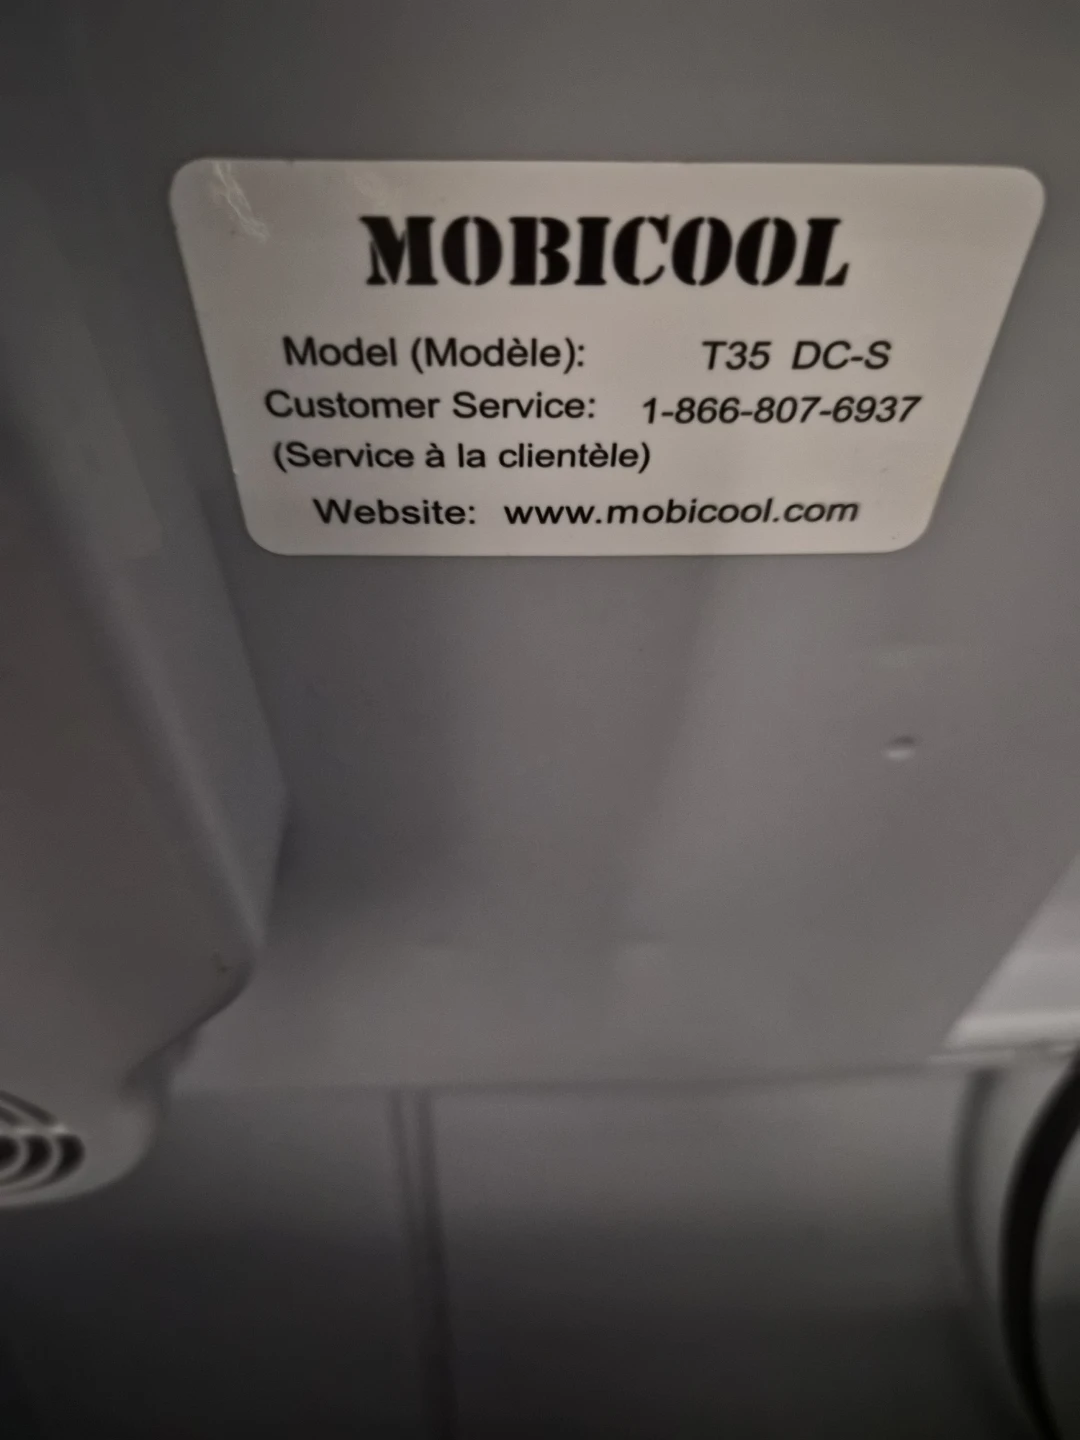 MOBICOOL
Model (Modèle): T35 DC-S
Customer Service: 1-866-807-6937
(Service à la clientèle)
Website: www.mobicool.com